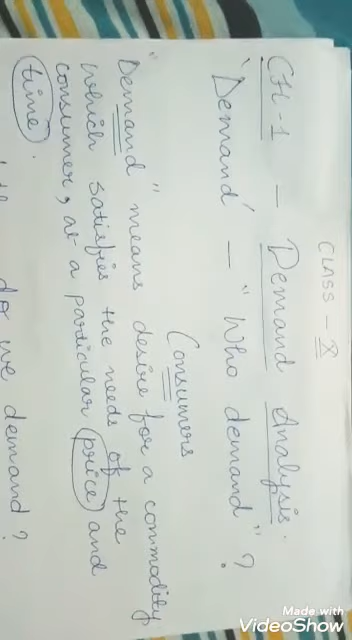 CLASS - X
CH-1 - Demand Analysis.
'Demand' - "Who demand"?
Consumers
"Demand" means desire for a commodity
which satisfies the needs of the
consumer, at a particular price and
time.
do we demand?
Made with
VideoShow